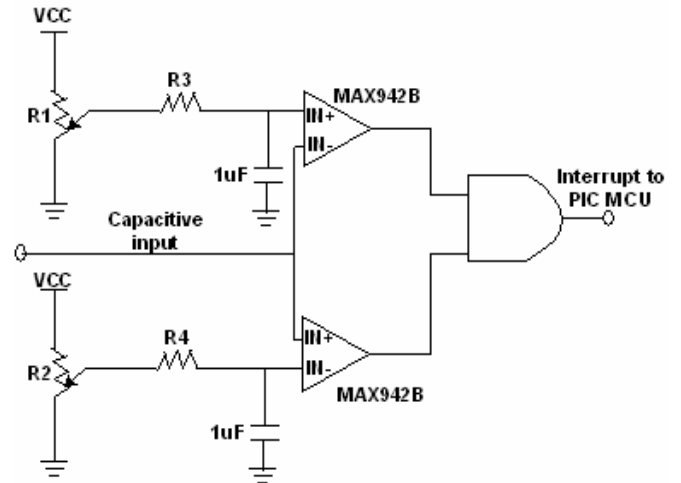 VCC
R3
MAX942B
R1
IN+
IN-
1uF
Interrupt to
PIC MCU
Capacitive
input
VCC
R4
IN+
R2
IN-
MAX942B
1uF